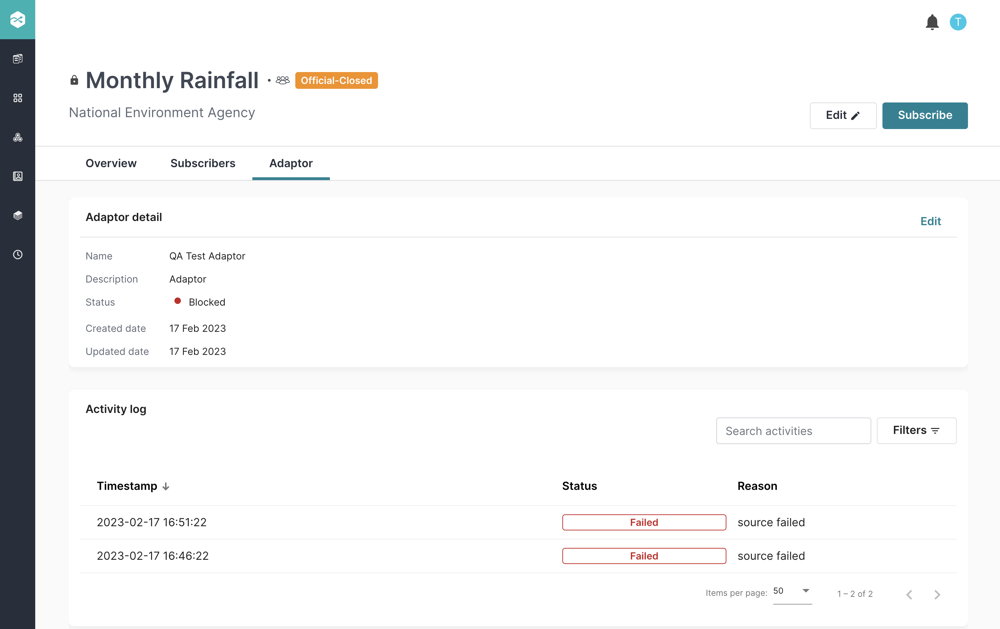 T
Monthly Rainfall · Official-Closed
National Environment Agency
Edit
Subscribe
Overview Subscribers Adaptor
Adaptor detail
Edit
Name QA Test Adaptor
Description Adaptor
Status Blocked
Created date 17 Feb 2023
Updated date 17 Feb 2023
Activity log
Search activities Filters
Timestamp ↓ Status Reason
2023-02-17 16:51:22 Failed source failed
2023-02-17 16:46:22 Failed source failed
Items per page: 50 1 – 2 of 2